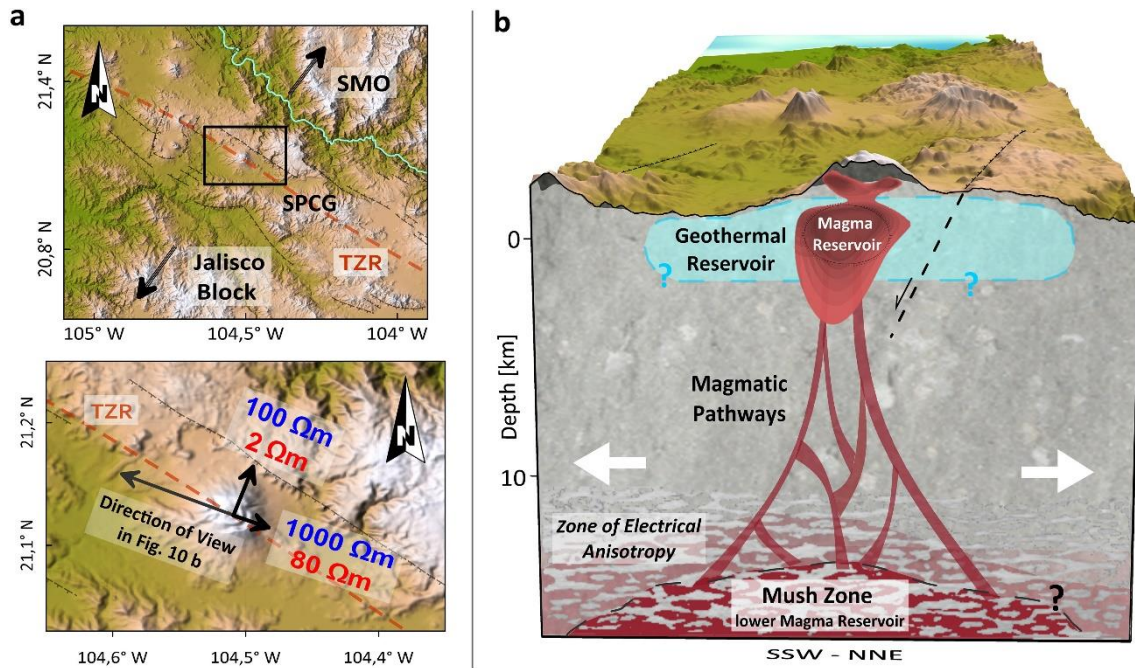 a
21,4° N
20,8° N
N
SMO
SPCG
TZR
Jalisco
Block
105° W
104,5° W
104° W
21,2° N
21,1° N
TZR
N
100 Ωm
2 Ωm
Direction of View
in Fig. 10 b
1000 Ωm
80 Ωm
104,6° W
104,5° W
104,4° W
b
Depth [km]
0
10
Geothermal
Reservoir
Magma
Reservoir
?
?
Magmatic
Pathways
Zone of Electrical
Anisotropy
Mush Zone
lower Magma Reservoir
?
SSW - NNE